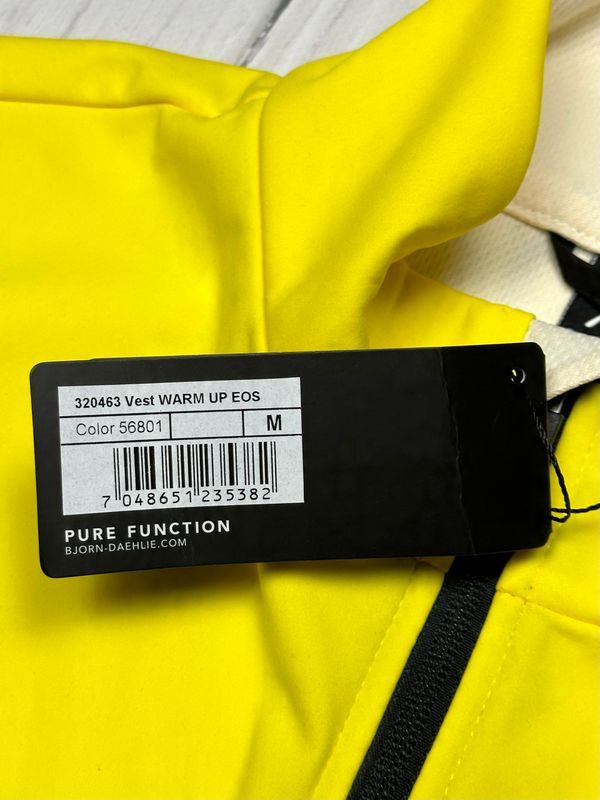 320463 Vest WARM UP EOS
Color 56801
M
7 048651 235382
PURE FUNCTION
BJORN-DAEHLIE.COM